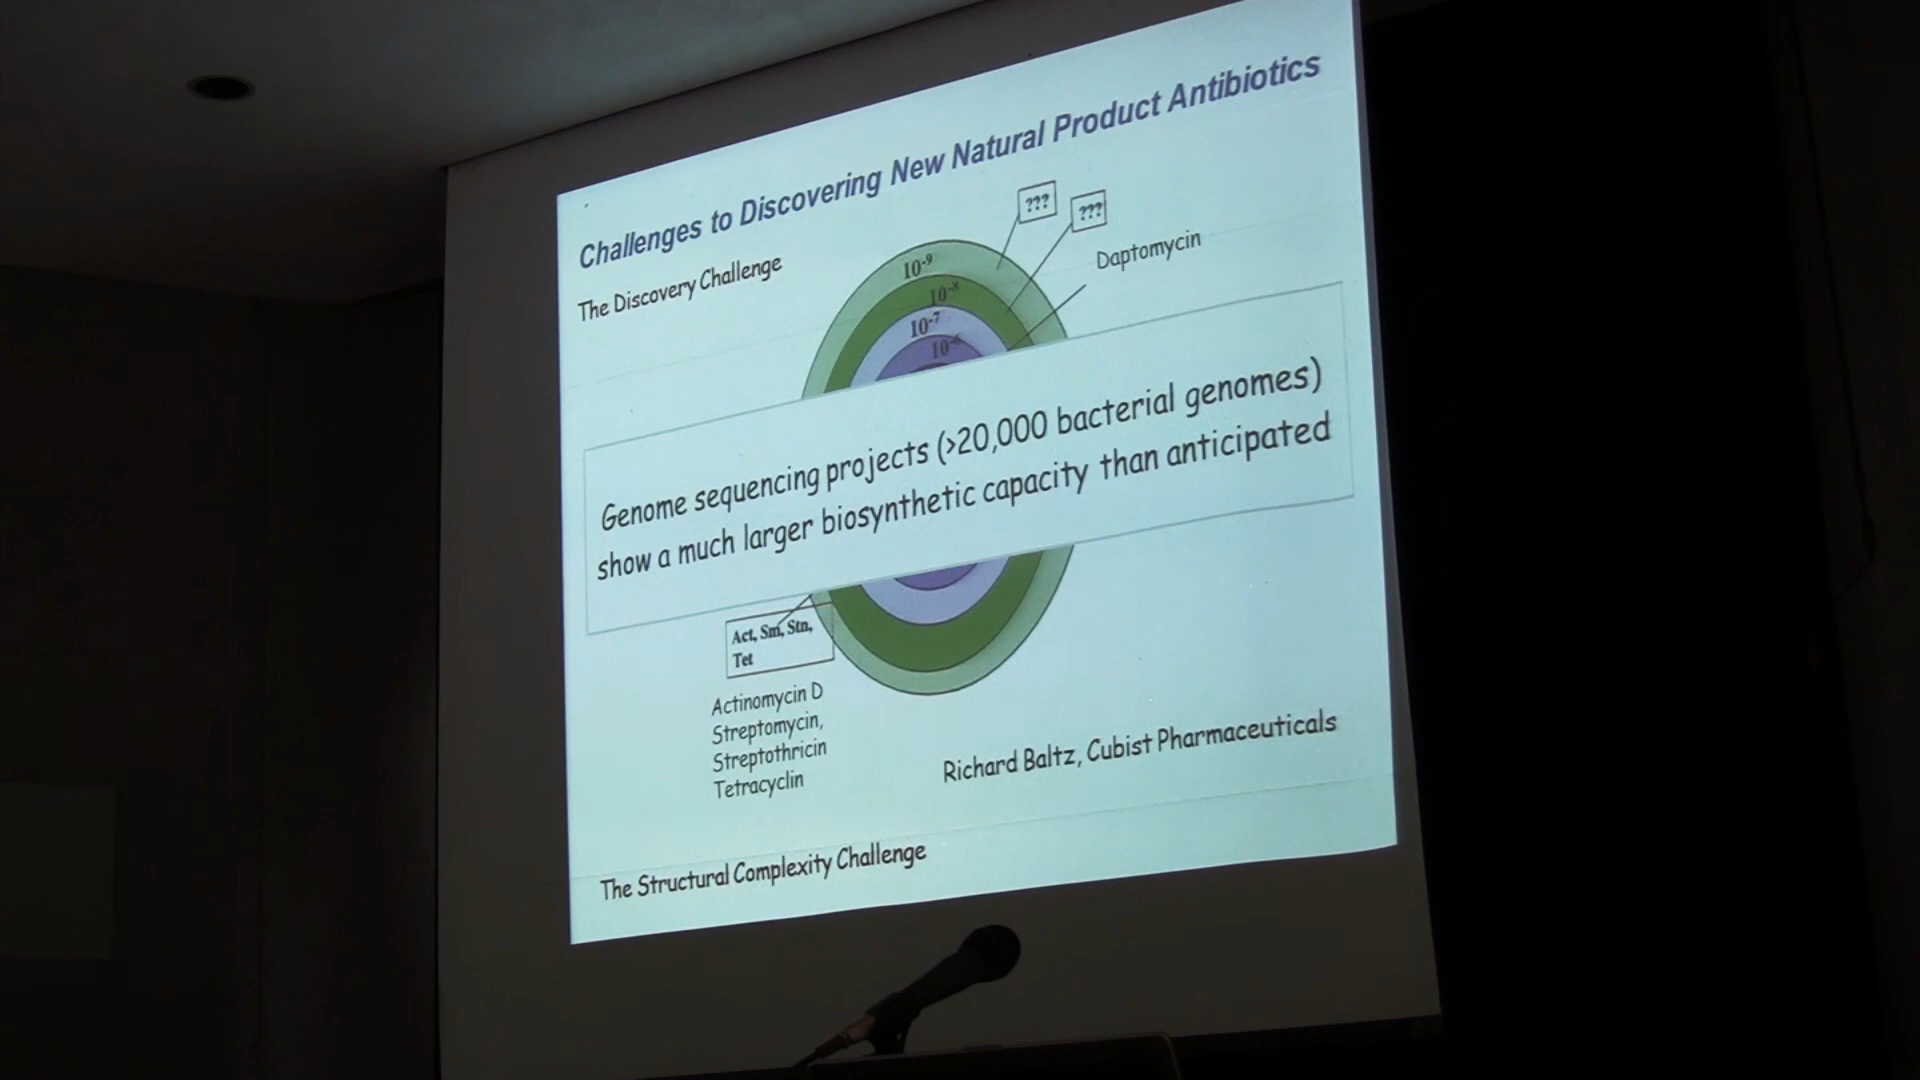 Challenges to Discovering New Natural Product Antibiotics
The Discovery Challenge
???
???
Daptomycin
10-9
10-8
10-7
10-6
Genome sequencing projects (>20,000 bacterial genomes)
show a much larger biosynthetic capacity than anticipated
Act, Sm, Stn,
Tet
Actinomycin D
Streptomycin,
Streptothricin
Tetracyclin
Richard Baltz, Cubist Pharmaceuticals
The Structural Complexity Challenge